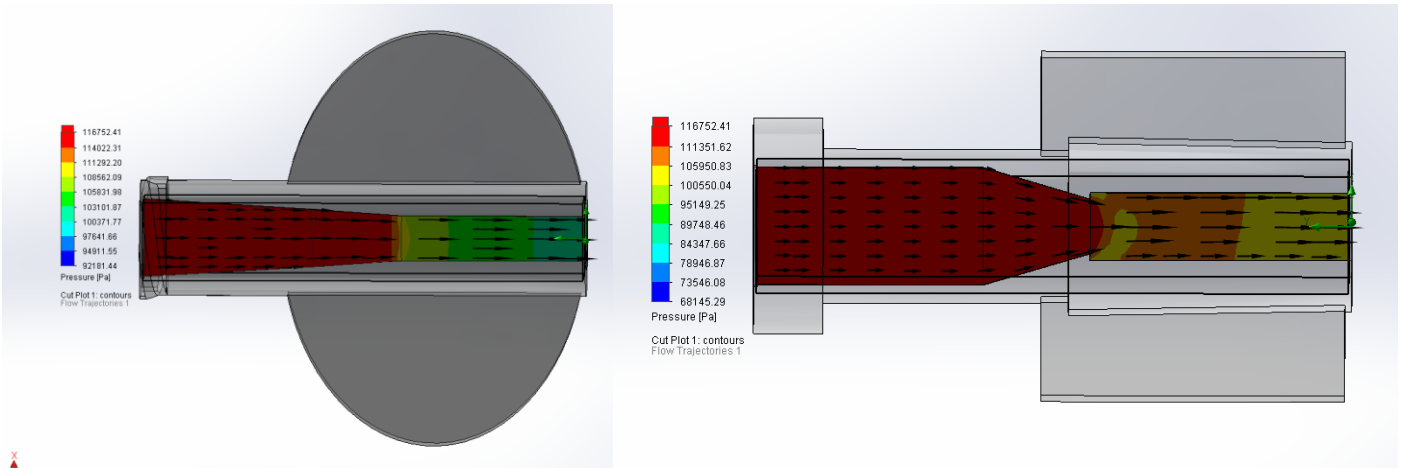 116752.41
114022.31
111292.20
108562.09
105831.98
103101.87
100371.77
97641.66
94911.55
92181.44
Pressure [Pa]
Cut Plot 1: contours
Flow Trajectories 1
X
116752.41
111351.62
105950.83
100550.04
95149.25
89748.46
84347.66
78946.87
73546.08
68145.29
Pressure [Pa]
Cut Plot 1: contours
Flow Trajectories 1